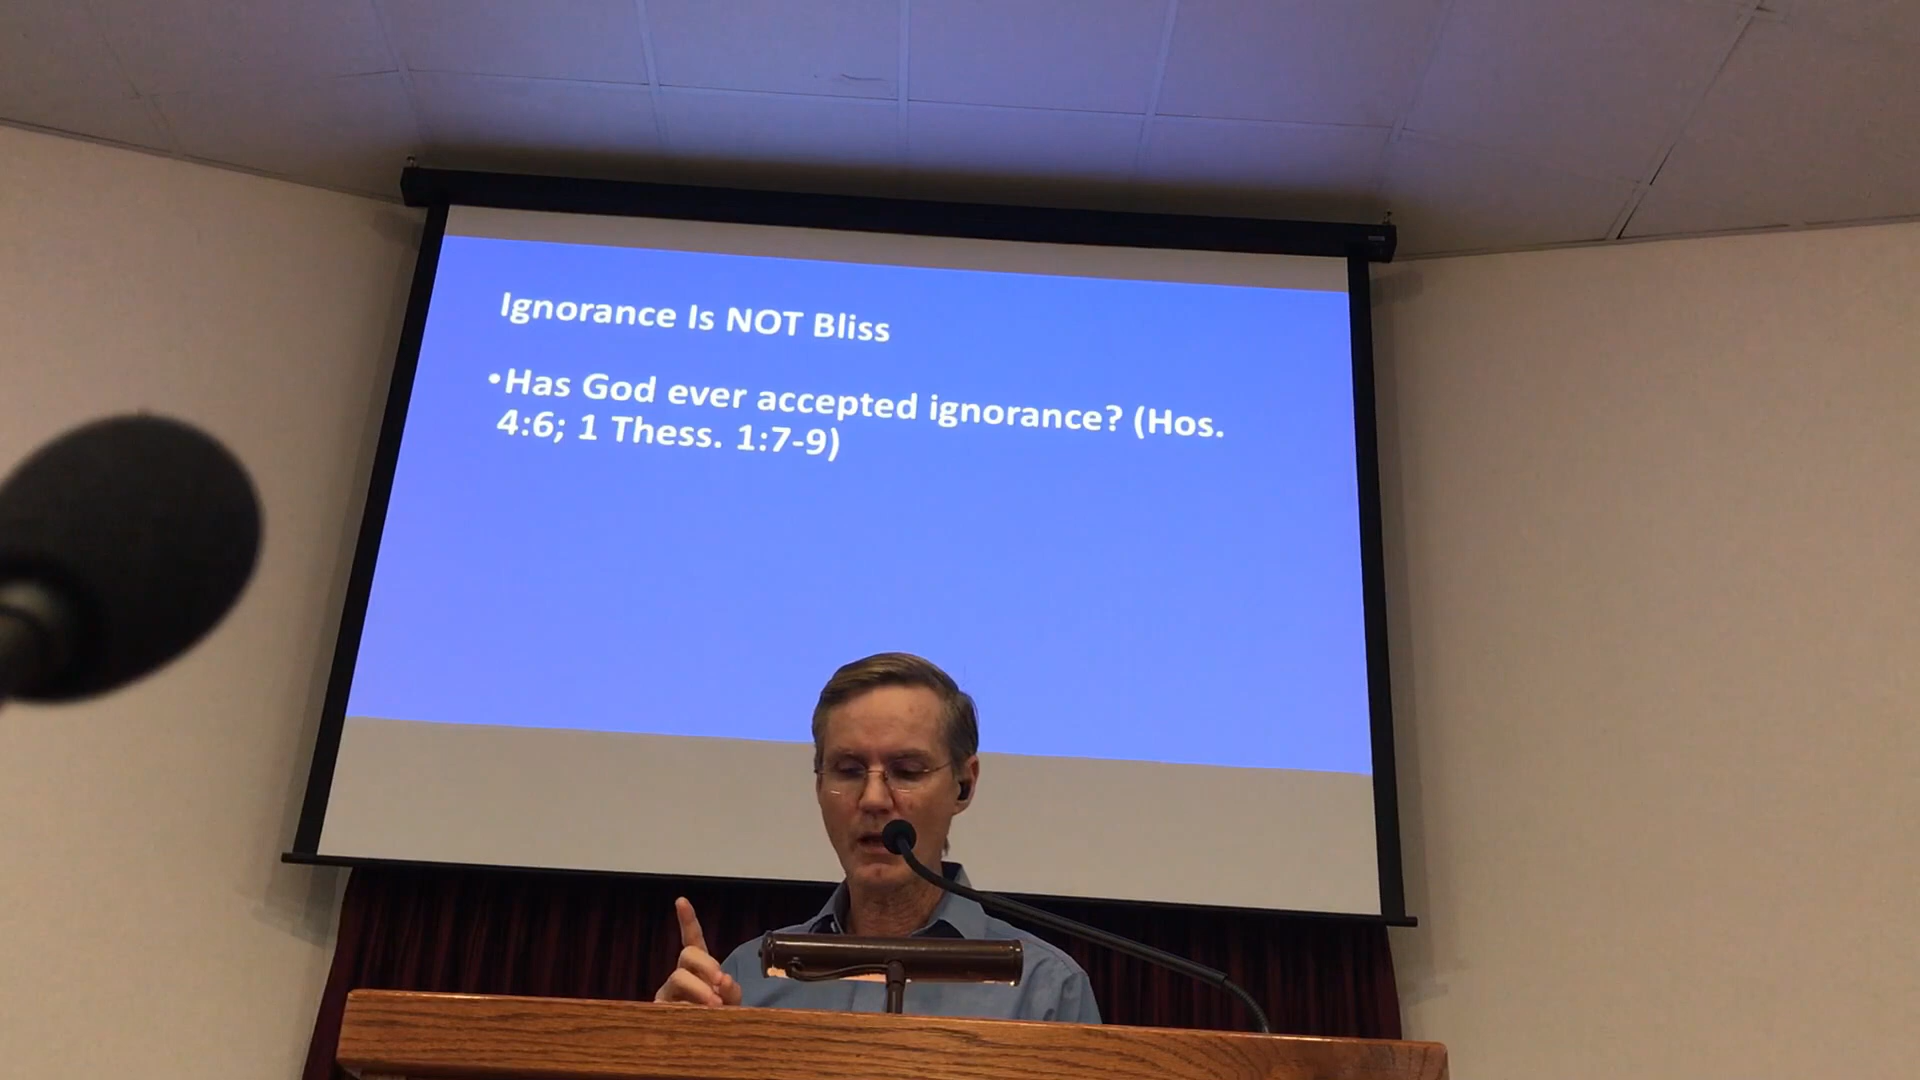 Ignorance Is NOT Bliss
•Has God ever accepted ignorance? (Hos.
4:6; 1 Thess. 1:7-9)